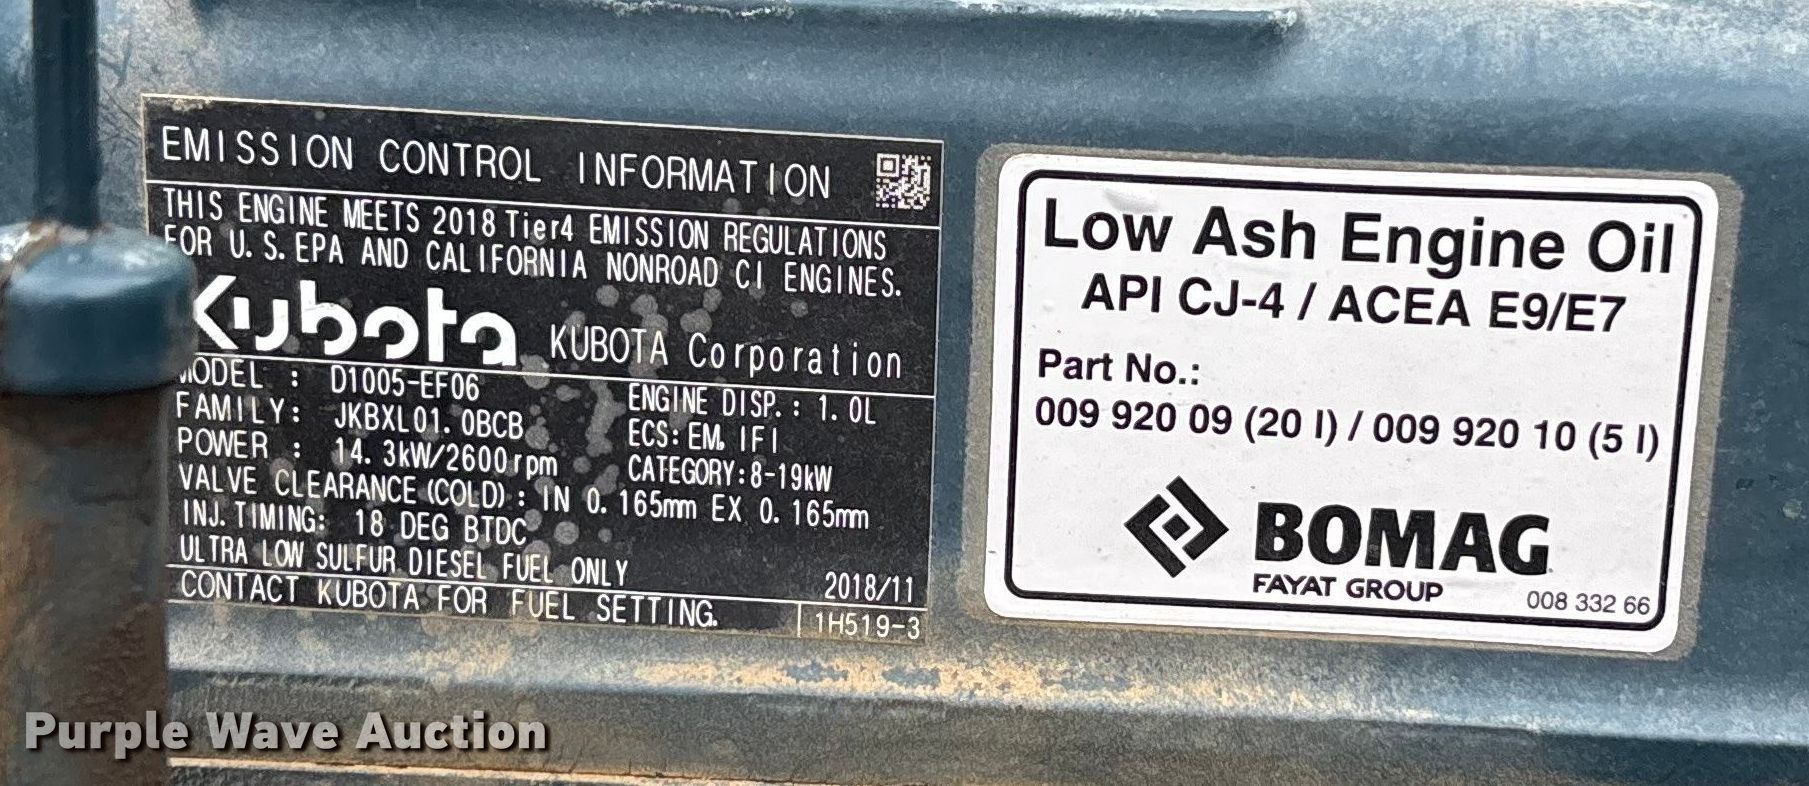 EMISSION CONTROL INFORMATION
THIS ENGINE MEETS 2018 Tier4 EMISSION REGULATIONS
FOR U.S.EPA AND CALIFORNIA NONROAD CI ENGINES.
Kubota KUBOTA Corporation
MODEL : D1005-EF06
ENGINE DISP.: 1.0L
FAMILY: JKBXL01.0BCB
ECS:EM, IFI
POWER : 14.3kW/2600rpm
CATEGORY:8-19kW
VALVE CLEARANCE(COLD): IN 0.165mm EX 0.165mm
INJ.TIMING: 18 DEG BTDC
ULTRA LOW SULFUR DIESEL FUEL ONLY
2018/11
CONTACT KUBOTA FOR FUEL SETTING.
1H519-3
Low Ash Engine Oil
API CJ-4 / ACEA E9/E7
Part No.:
009 920 09 (20 l) / 009 920 10 (5 l)
BOMAG
FAYAT GROUP
008 332 66
Purple Wave Auction